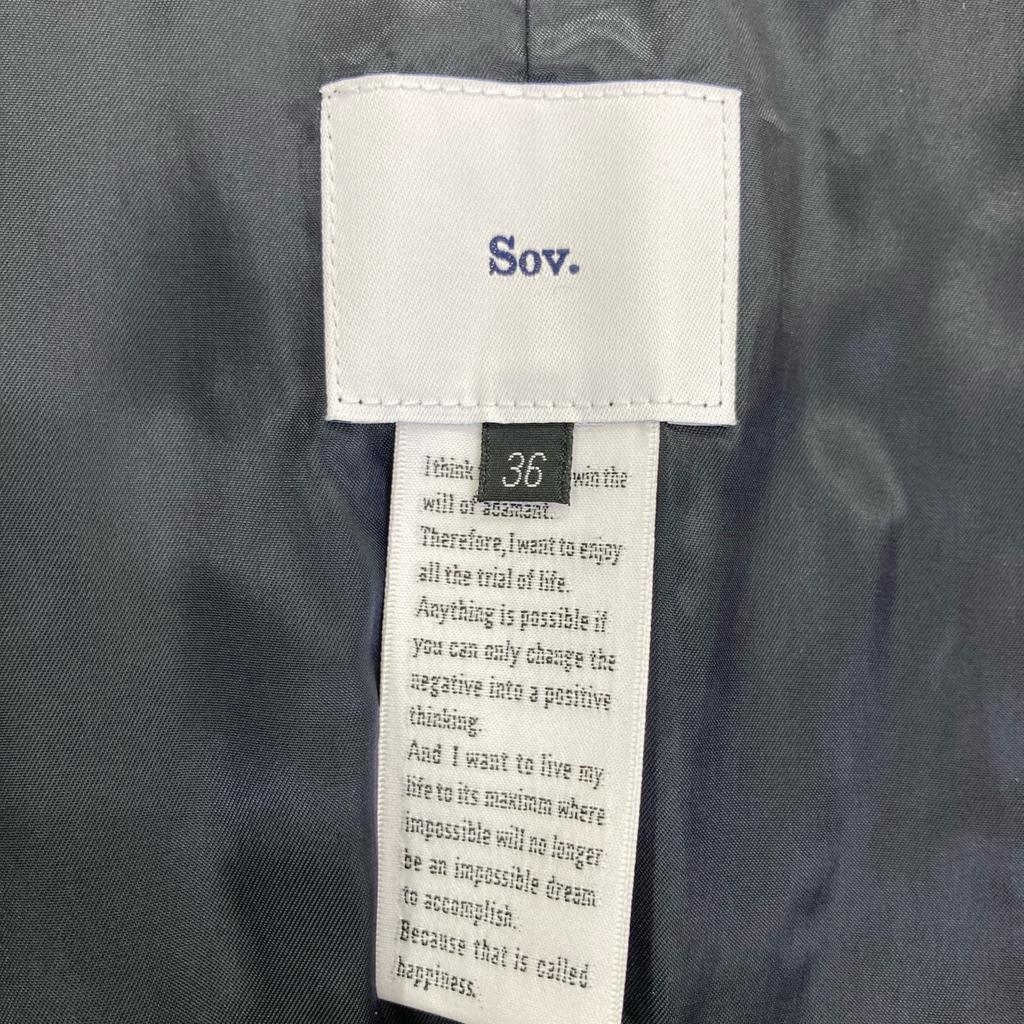 Sov.
36
I think win the
will of adamant.
Therefore, I want to enjoy
all the trial of life.
Anything is possible if
you can only change the
negative into a positive
thinking.
And I want to live my
life to its maximm where
impossible will no longer
be an impossible dream
to accomplish.
Because that is called
happiness.